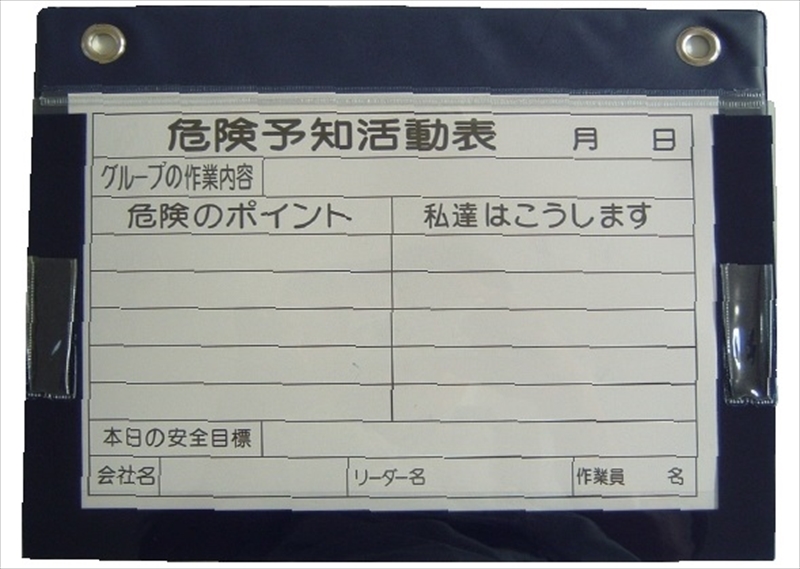 危険予知活動表 月 日
グループの作業内容
危険のポイント 私達はこうします
本日の安全目標
会社名 リーダー名 作業員 名